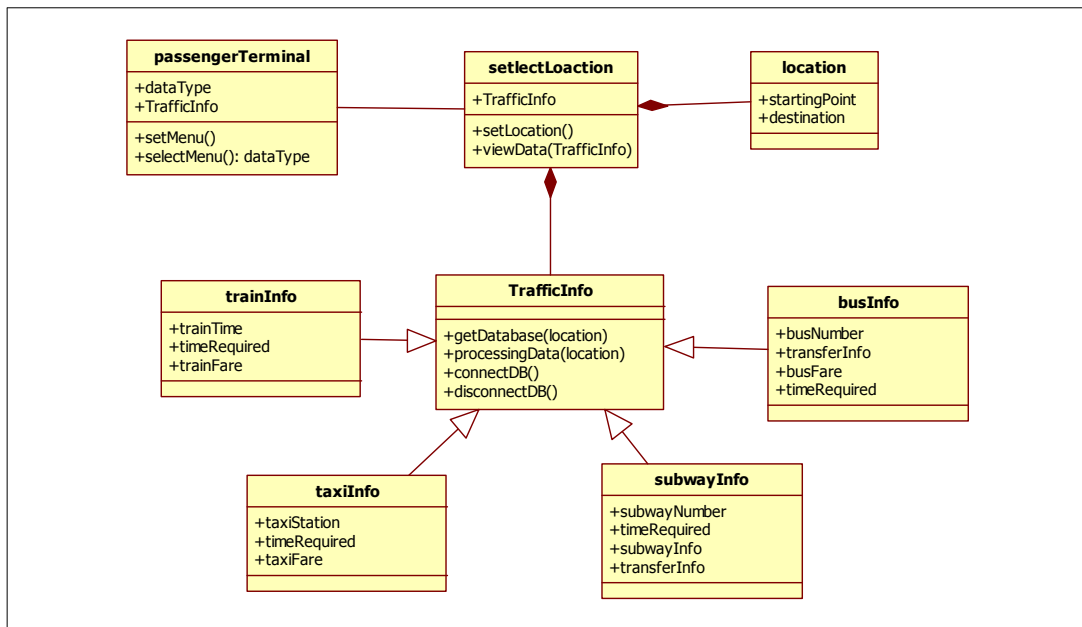 passengerTerminal
+dataType
+TrafficInfo
+setMenu()
+selectMenu(): dataType
setlectLoaction
+TrafficInfo
+setLocation()
+viewData(TrafficInfo)
location
+startingPoint
+destination
trainInfo
+trainTime
+timeRequired
+trainFare
TrafficInfo
+getDatabase(location)
+processingData(location)
+connectDB()
+disconnectDB()
busInfo
+busNumber
+transferInfo
+busFare
+timeRequired
taxiInfo
+taxiStation
+timeRequired
+taxiFare
subwayInfo
+subwayNumber
+timeRequired
+subwayInfo
+transferInfo